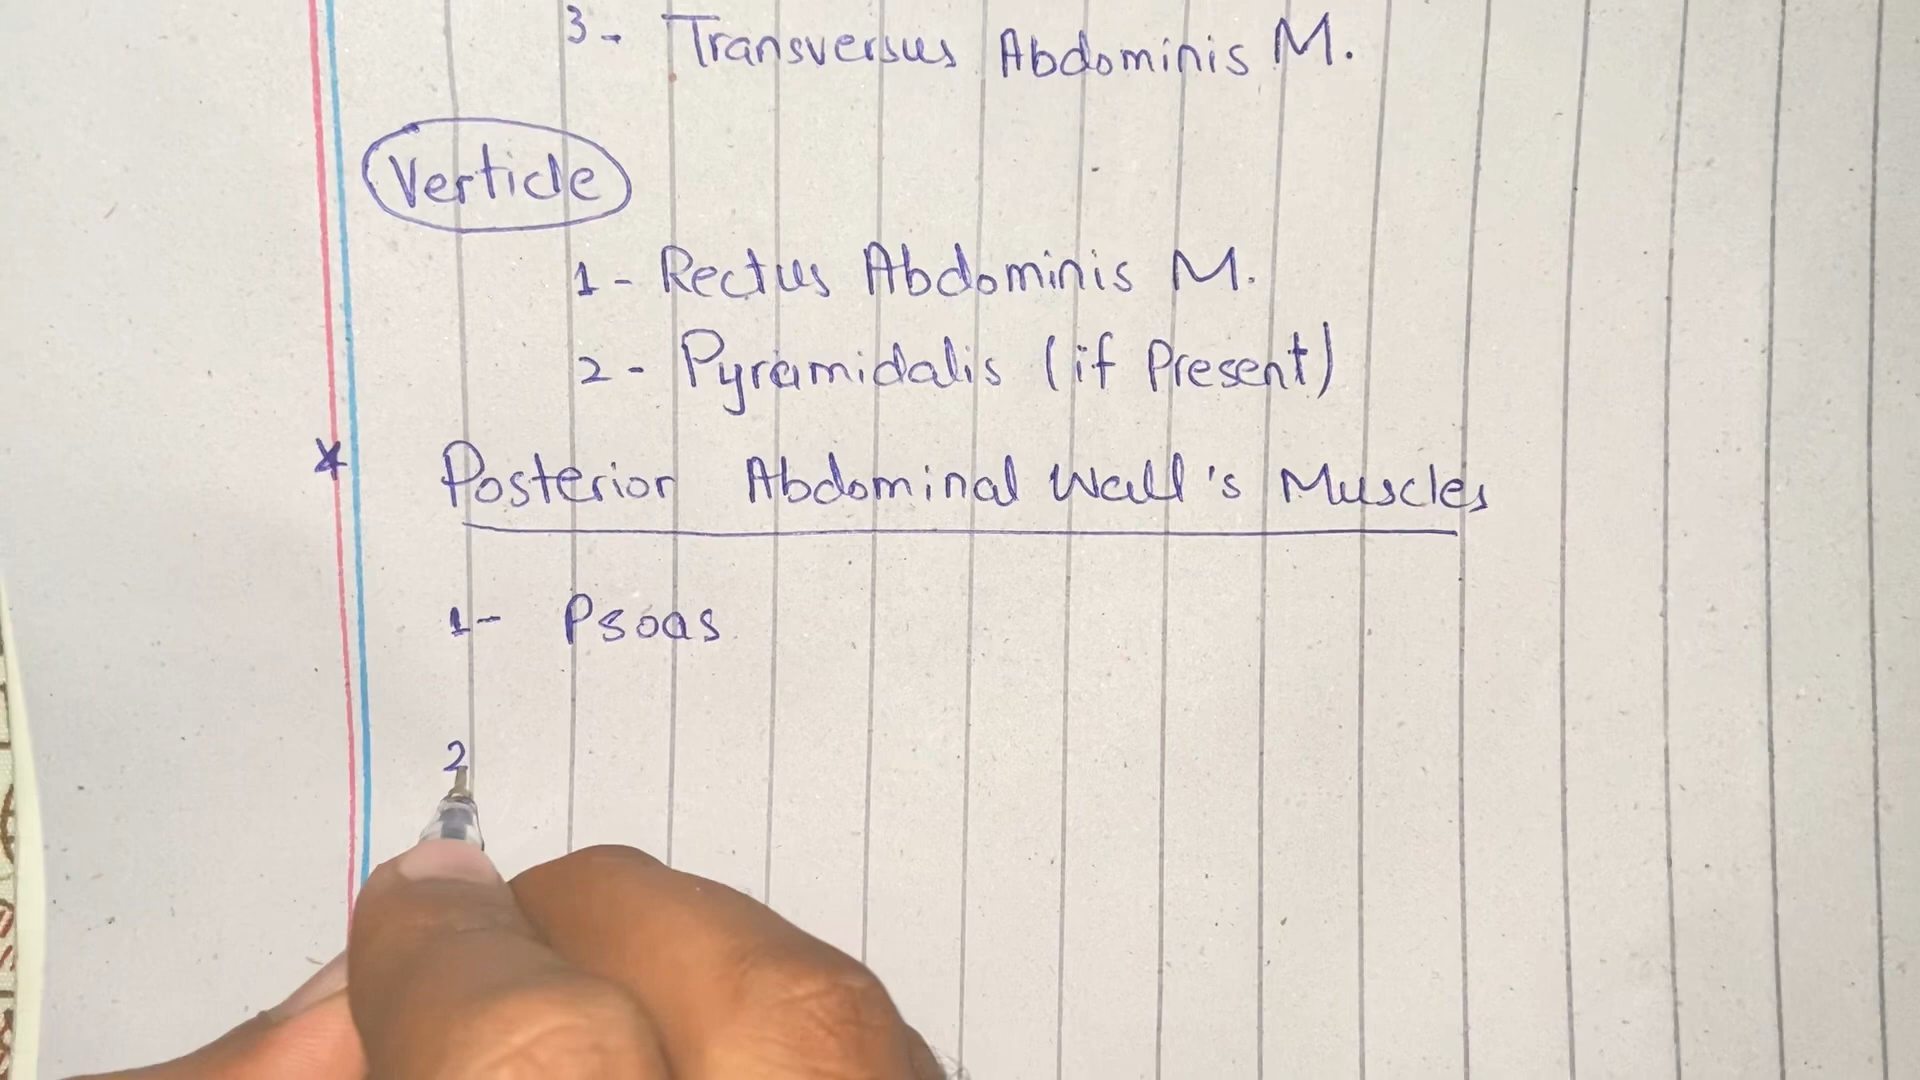 3- Transversus Abdominis M.
Verticle
1- Rectus Abdominis M.
2- Pyramidalis (if Present)
* Posterior Abdominal Wall's Muscles
1- Psoas
2